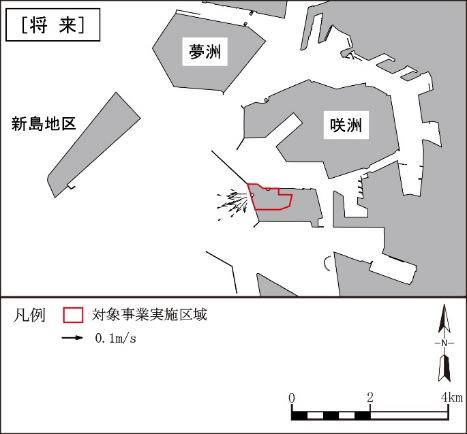 ［将 来］
夢洲
新島地区
咲洲
凡例
対象事業実施区域
0.1m/s
N
0 2 4km